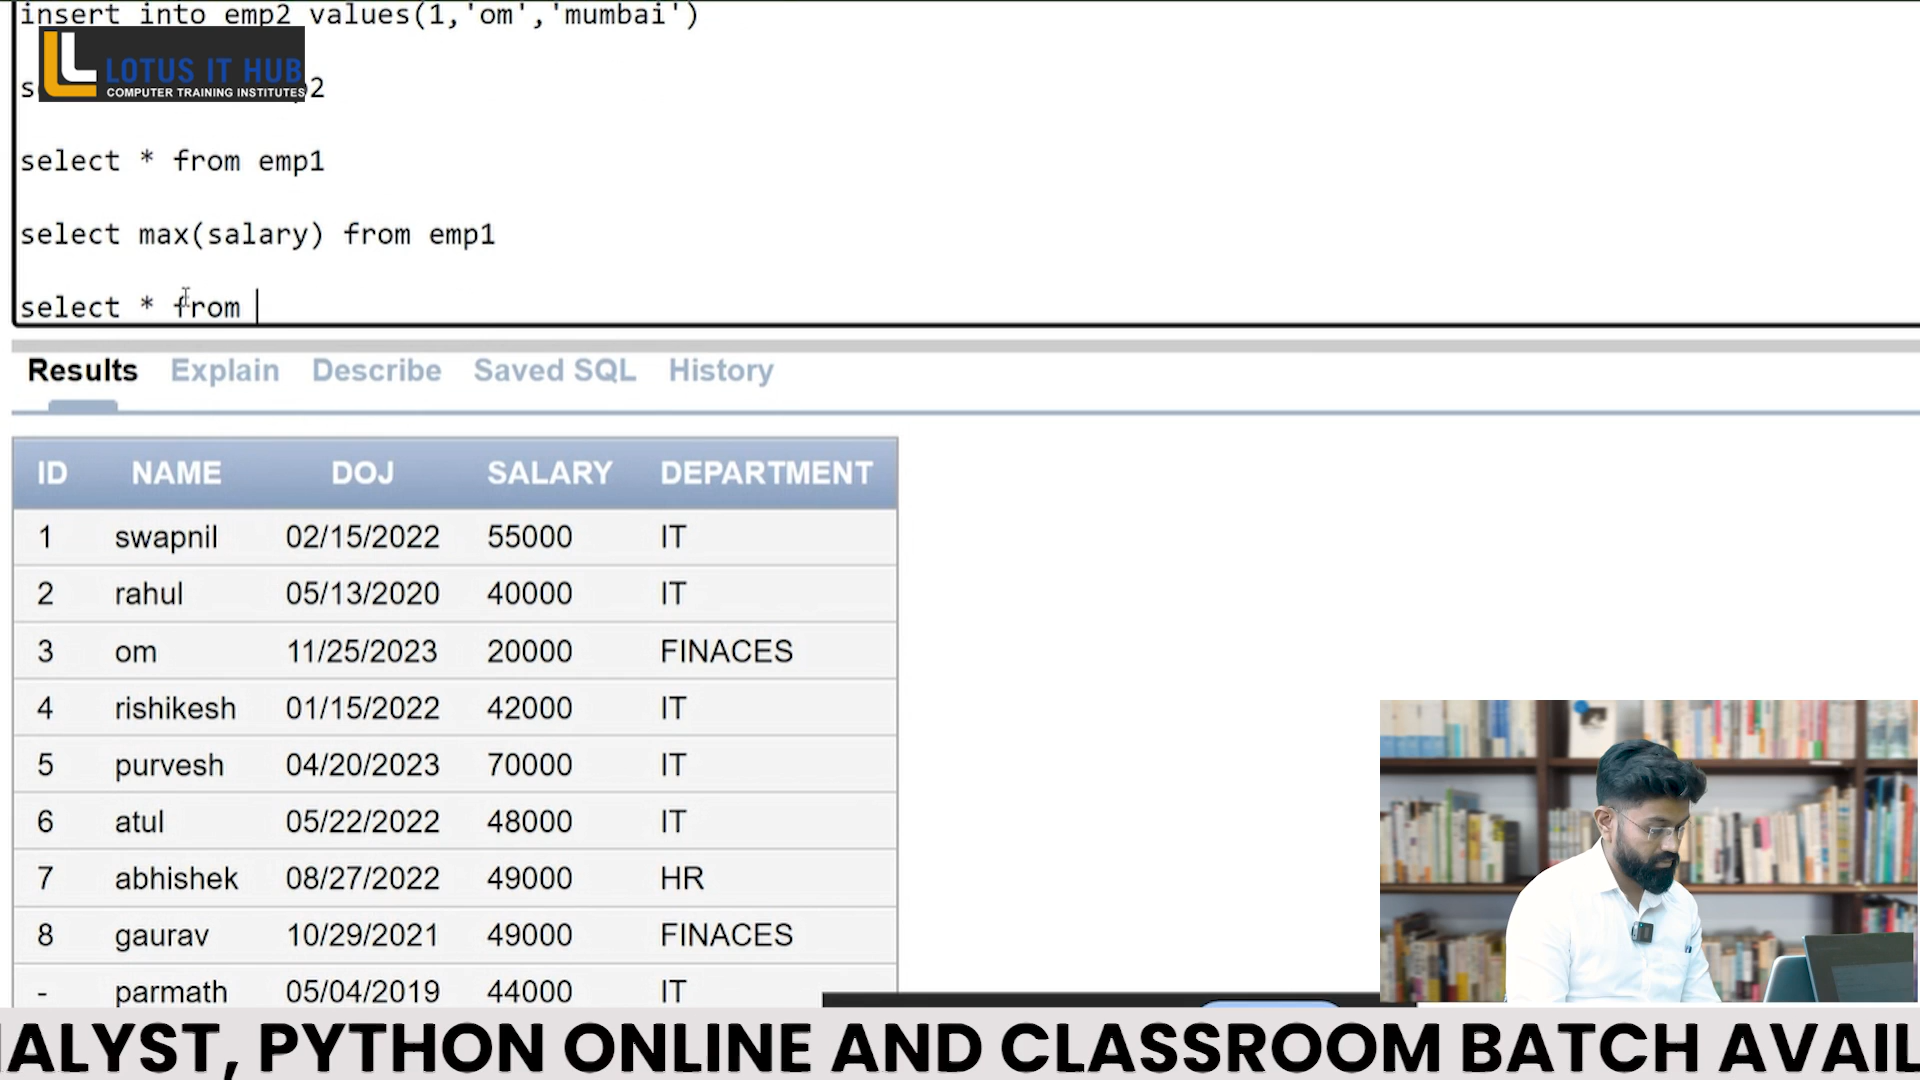 insert into emp2 values(1,'om','mumbai')
LOTUS IT HUB
COMPUTER TRAINING INSTITUTES
select * from emp1
select max(salary) from emp1
select * from
Results Explain Describe Saved SQL History
ID NAME DOJ SALARY DEPARTMENT
1 swapnil 02/15/2022 55000 IT
2 rahul 05/13/2020 40000 IT
3 om 11/25/2023 20000 FINACES
4 rishikesh 01/15/2022 42000 IT
5 purvesh 04/20/2023 70000 IT
6 atul 05/22/2022 48000 IT
7 abhishek 08/27/2022 49000 HR
8 gaurav 10/29/2021 49000 FINACES
- parmath 05/04/2019 44000 IT
NALYST, PYTHON ONLINE AND CLASSROOM BATCH AVAIL